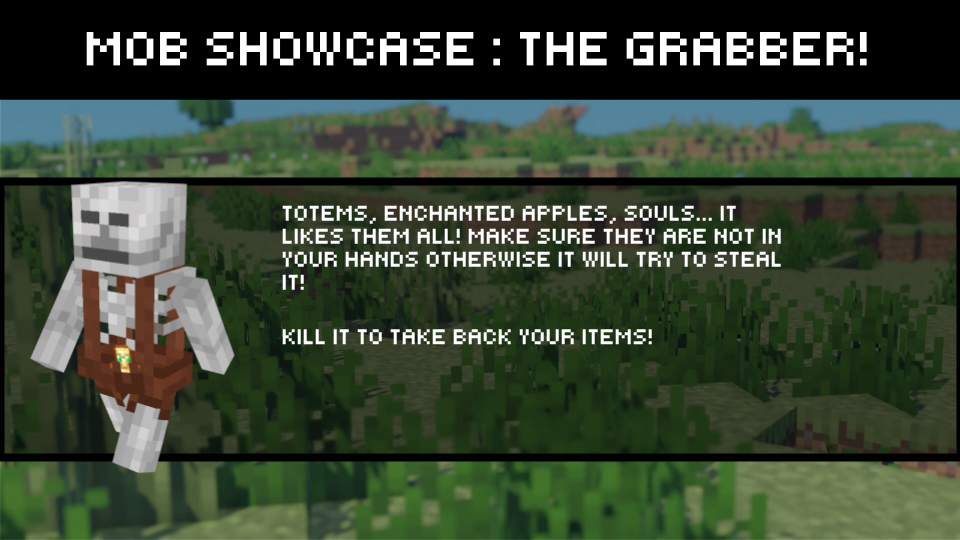 MOB SHOWCASE : THE GRABBER!
TOTEMS, ENCHANTED APPLES, SOULS... IT
LIKES THEM ALL! MAKE SURE THEY ARE NOT IN
YOUR HANDS OTHERWISE IT WILL TRY TO STEAL
IT!
KILL IT TO TAKE BACK YOUR ITEMS!